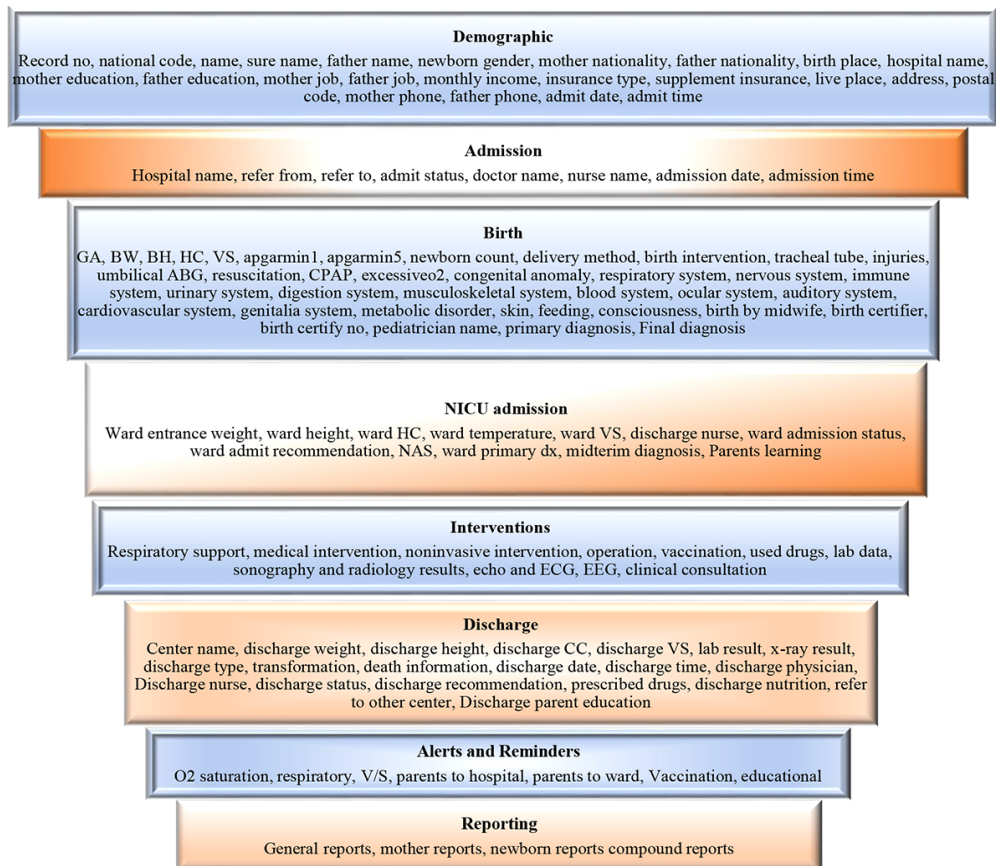 Demographic
Record no, national code, name, sure name, father name, newborn gender, mother nationality, father nationality, birth place, hospital name,
mother education, father education, mother job, father job, monthly income, insurance type, supplement insurance, live place, address, postal
code, mother phone, father phone, admit date, admit time
Admission
Hospital name, refer from, refer to, admit status, doctor name, nurse name, admission date, admission time
Birth
GA, BW, BH, HC, VS, apgarmin1, apgarmin5, newborn count, delivery method, birth intervention, tracheal tube, injuries,
umbilical ABG, resuscitation, CPAP, excessiveo2, congenital anomaly, respiratory system, nervous system, immune
system, urinary system, digestion system, musculoskeletal system, blood system, ocular system, auditory system,
cardiovascular system, genitalia system, metabolic disorder, skin, feeding, consciousness, birth by midwife, birth certifier,
birth certify no, pediatrician name, primary diagnosis, Final diagnosis
NICU admission
Ward entrance weight, ward height, ward HC, ward temperature, ward VS, discharge nurse, ward admission status,
ward admit recommendation, NAS, ward primary dx, midterm diagnosis, Parents learning
Interventions
Respiratory support, medical intervention, noninvasive intervention, operation, vaccination, used drugs, lab data,
sonography and radiology results, echo and ECG, EEG, clinical consultation
Discharge
Center name, discharge weight, discharge height, discharge CC, discharge VS, lab result, x-ray result,
discharge type, transformation, death information, discharge date, discharge time, discharge physician,
Discharge nurse, discharge status, discharge recommendation, prescribed drugs, discharge nutrition, refer
to other center, Discharge parent education
Alerts and Reminders
O2 saturation, respiratory, V/S, parents to hospital, parents to ward, Vaccination, educational
Reporting
General reports, mother reports, newborn reports compound reports